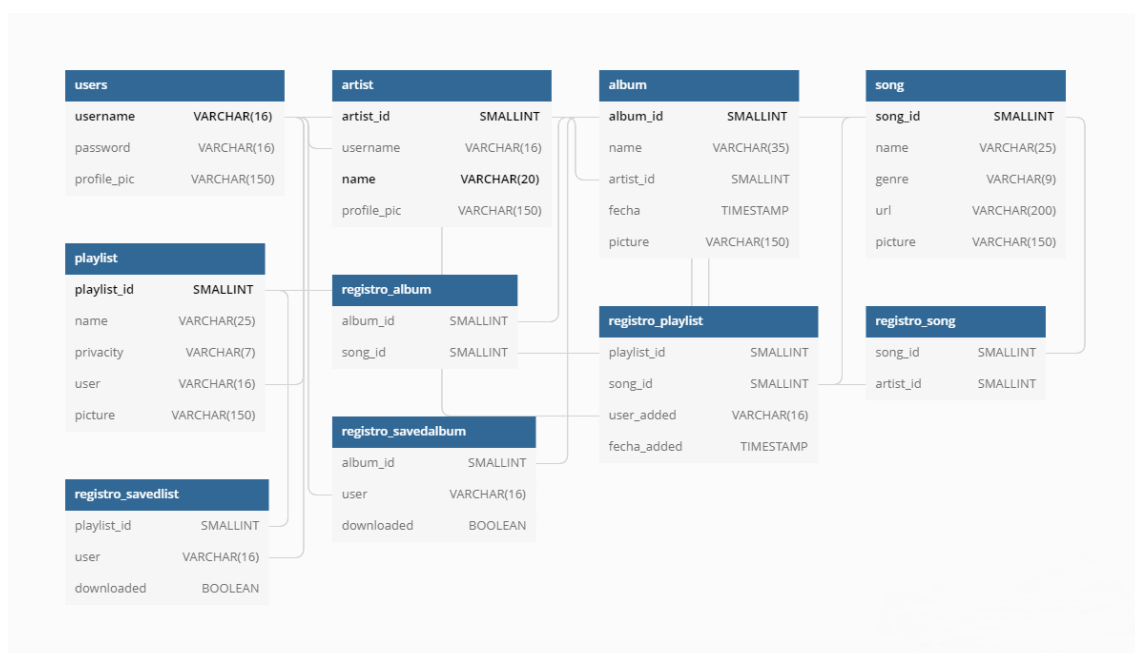 users
username VARCHAR(16)
password VARCHAR(16)
profile_pic VARCHAR(150)
artist
artist_id SMALLINT
username VARCHAR(16)
name VARCHAR(20)
profile_pic VARCHAR(150)
album
album_id SMALLINT
name VARCHAR(35)
artist_id SMALLINT
fecha TIMESTAMP
picture VARCHAR(150)
song
song_id SMALLINT
name VARCHAR(25)
genre VARCHAR(9)
url VARCHAR(200)
picture VARCHAR(150)
playlist
playlist_id SMALLINT
name VARCHAR(25)
privacity VARCHAR(7)
user VARCHAR(16)
picture VARCHAR(150)
registro_album
album_id SMALLINT
song_id SMALLINT
registro_playlist
playlist_id SMALLINT
song_id SMALLINT
user_added VARCHAR(16)
fecha_added TIMESTAMP
registro_song
song_id SMALLINT
artist_id SMALLINT
registro_savedalbum
album_id SMALLINT
user VARCHAR(16)
downloaded BOOLEAN
registro_savedlist
playlist_id SMALLINT
user VARCHAR(16)
downloaded BOOLEAN